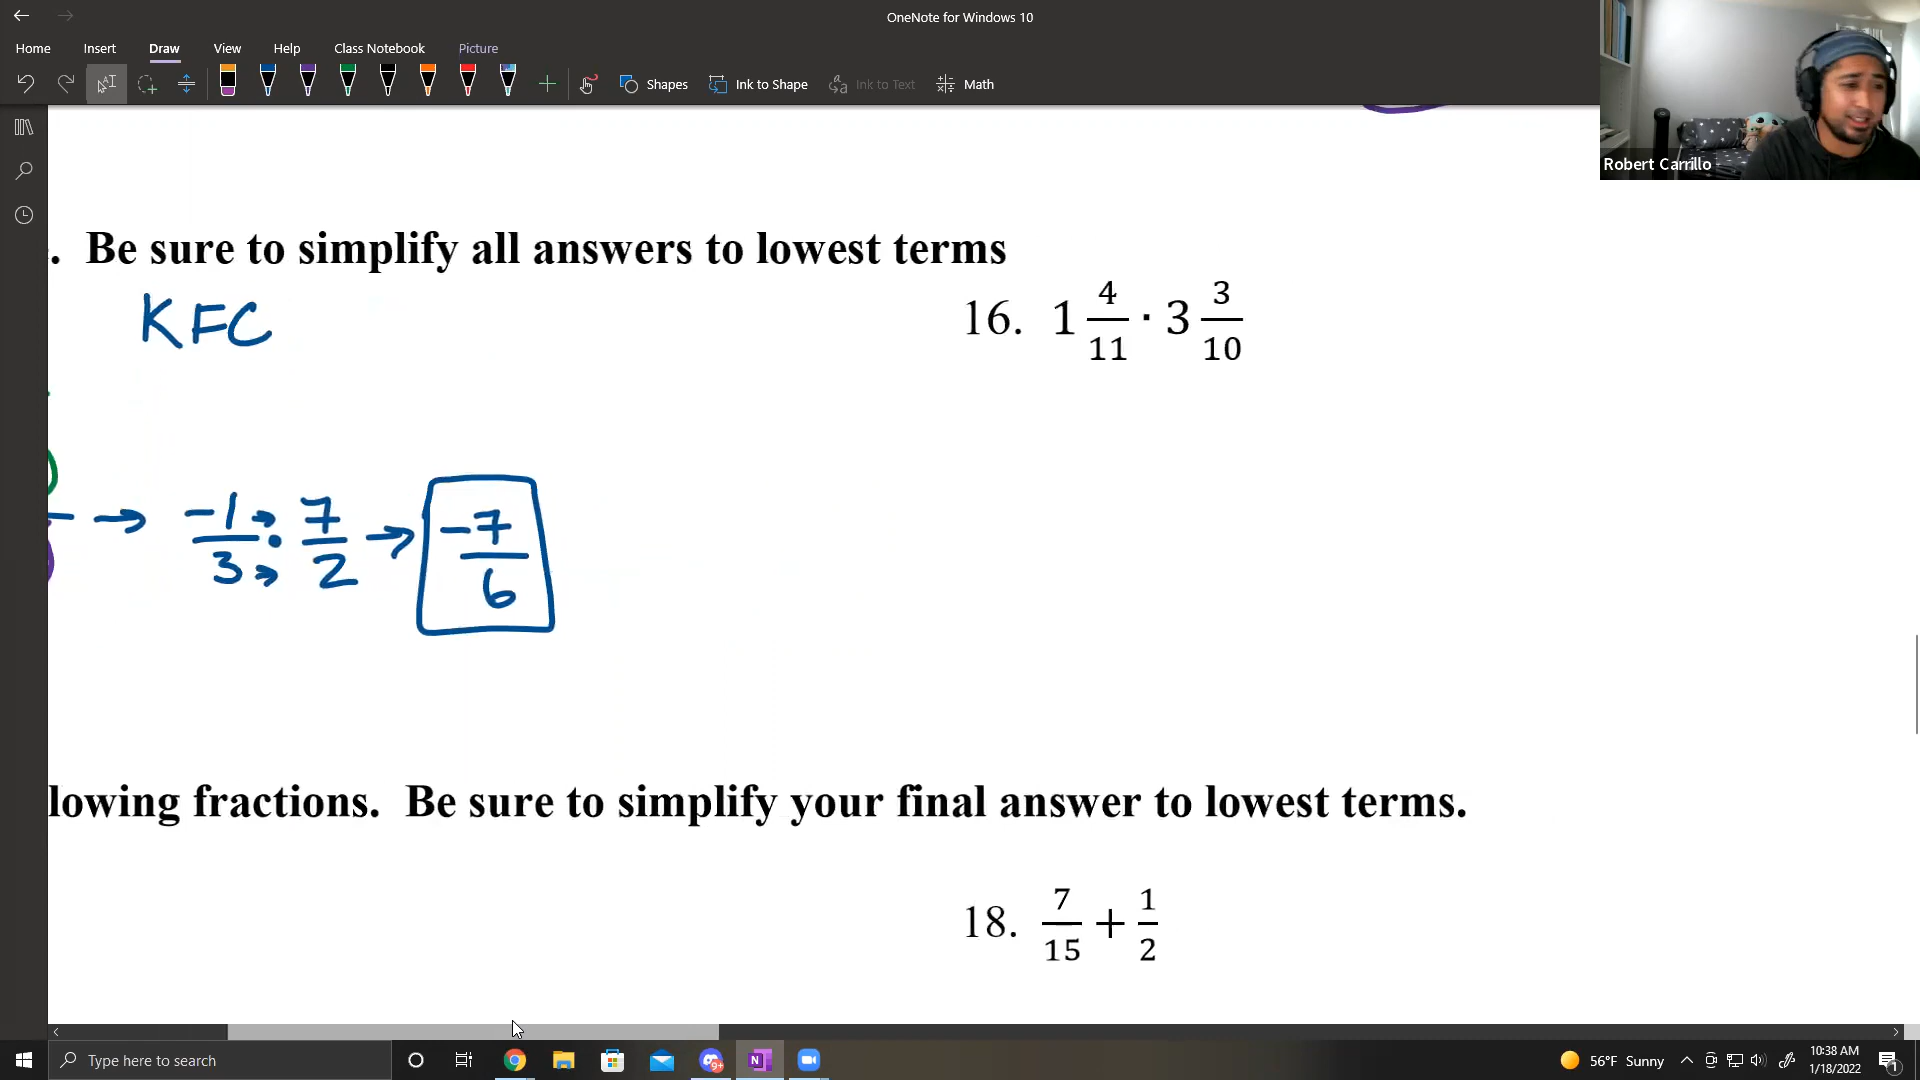 OneNote for Windows 10
Home Insert Draw View Help Class Notebook Picture
Shapes Ink to Shape Ink to Text Math
Robert Carrillo
. Be sure to simplify all answers to lowest terms
KFC
16. 1 4/11 · 3 3/10
→ -1/3 · 7/2 → -7/6
lowing fractions. Be sure to simplify your final answer to lowest terms.
18. 7/15 + 1/2
Type here to search
9+
N
56°F Sunny
10:38 AM
1/18/2022
1